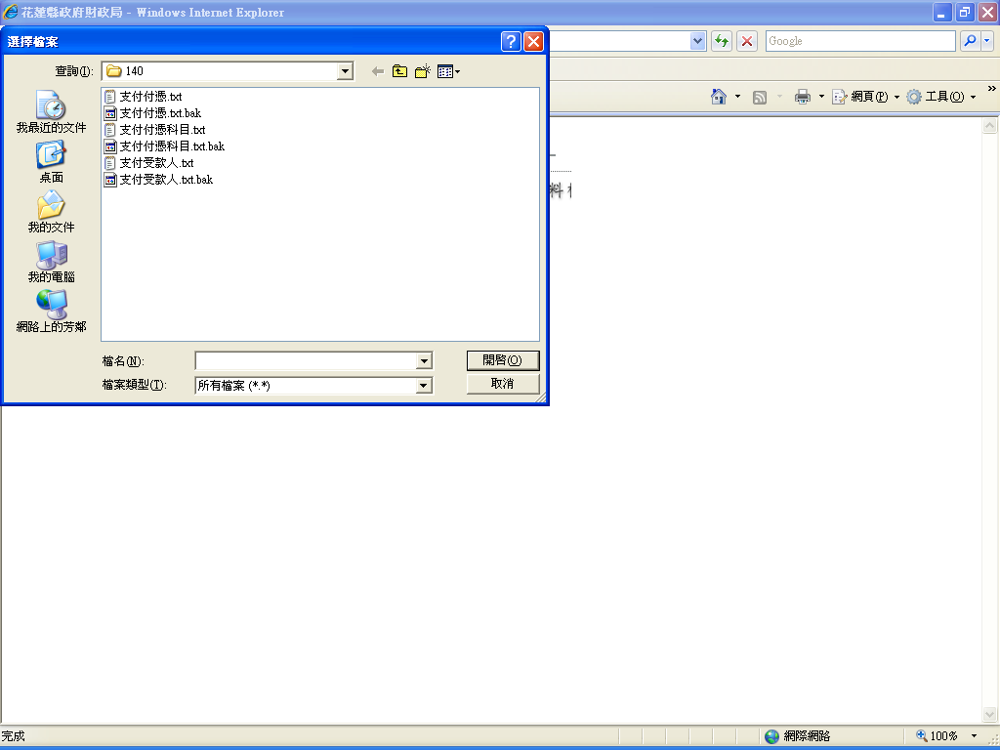 花蓮縣政府財政局 - Windows Internet Explorer
選擇檔案
Google
查詢(I):
140
網頁(P)
工具(O)
我最近的文件
桌面
我的文件
我的電腦
網路上的芳鄰
支付付憑.txt
支付付憑.txt.bak
支付付憑科目.txt
支付付憑科目.txt.bak
支付受款人.txt
支付受款人.txt.bak
料
檔名(N):
開啓(O)
檔案類型(T):
所有檔案 (*.*)
取消
完成
網際網路
100%